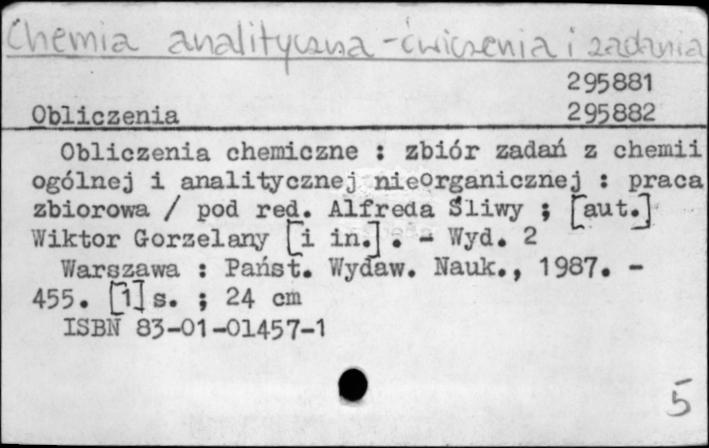 Chemia analityczna - ćwiczenia i zadania
295881
Obliczenia 295882
Obliczenia chemiczne : zbiór zadań z chemii
ogólnej i analitycznej nieorganicznej : praca
zbiorowa / pod red. Alfreda Śliwy ; [aut.]
Wiktor Gorzelany [i in.] . - Wyd. 2
Warszawa : Państ. Wydaw. Nauk., 1987. -
455. [1] s. ; 24 cm
ISBN 83-01-01457-1
5